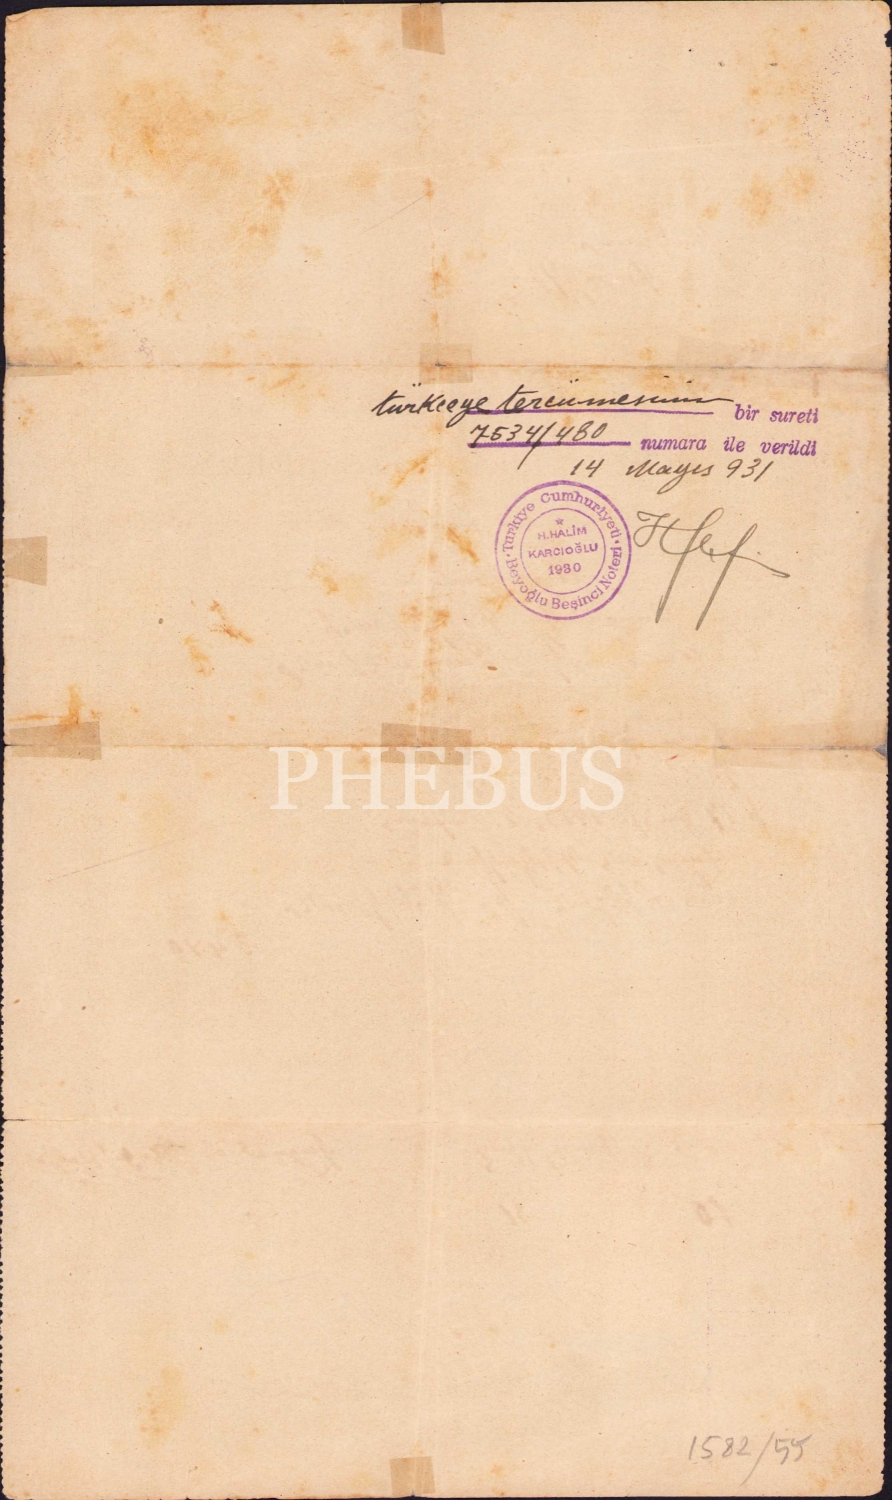 türkceye tercümesinin bir sureti
7534/480 numara ile verildi
14 Mayıs 931
Türkiye Cumhuriyeti
Beyoğlu Beşinci Noteri
H.HALİM
KARCIOĞLU
1930
PHEBUS
1582/55